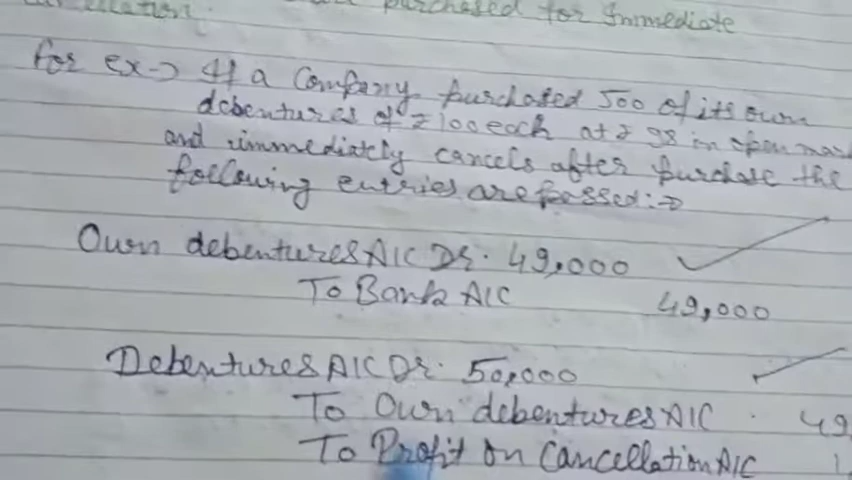 purchased for Immediate
for ex→ If a Company purchased 500 of its own
debentures of ₹100 each at ₹ 98 in open
and immediately cancels after purchase the
following entries are passed:→
Own debentures A/C Dr. 49,000
To Bank A/C 49,000
Debentures A/C Dr. 50,000
To Own debentures A/C 49,
To Profit on Cancellation A/C 1,